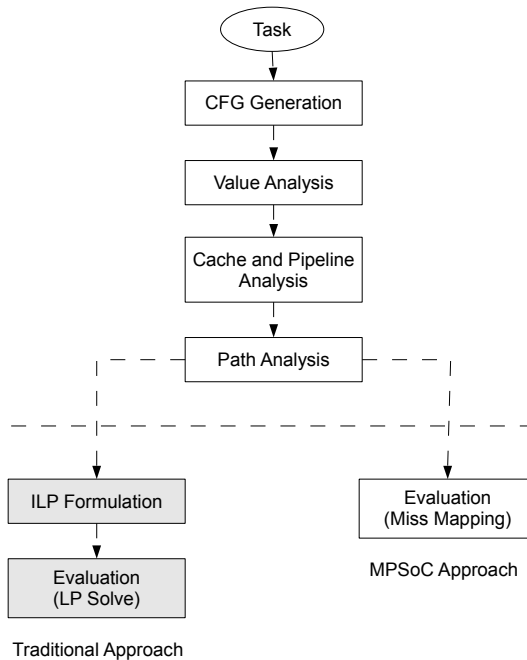 Task
CFG Generation
Value Analysis
Cache and Pipeline
Analysis
Path Analysis
ILP Formulation
Evaluation
(LP Solve)
Traditional Approach
Evaluation
(Miss Mapping)
MPSoC Approach